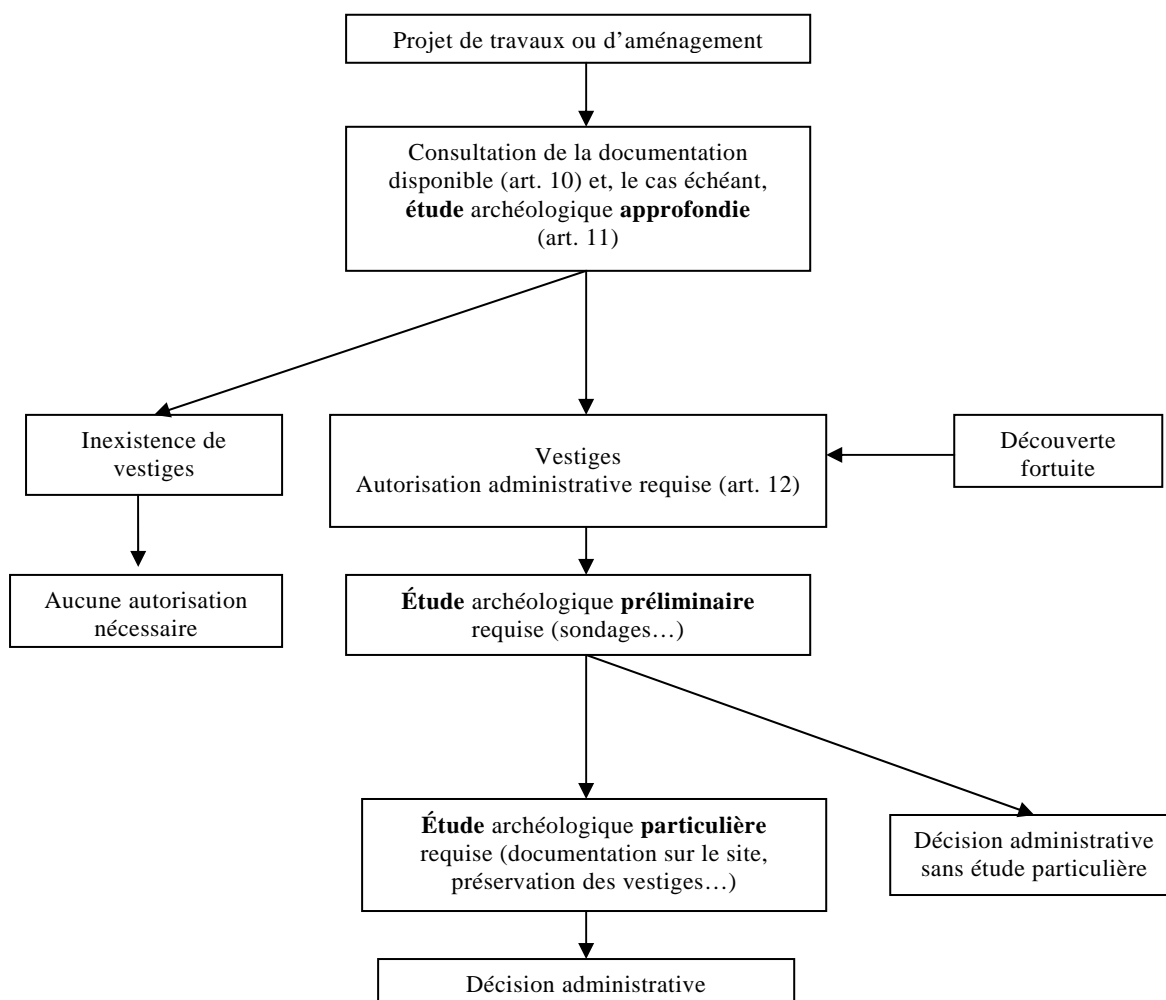 Projet de travaux ou d’aménagement
Consultation de la documentation
disponible (art. 10) et, le cas échéant,
étude archéologique approfondie
(art. 11)
Inexistence de
vestiges
Vestiges
Autorisation administrative requise (art. 12)
Découverte
fortuite
Aucune autorisation
nécessaire
Étude archéologique préliminaire
requise (sondages…)
Étude archéologique particulière
requise (documentation sur le site,
préservation des vestiges…)
Décision administrative
sans étude particulière
Décision administrative